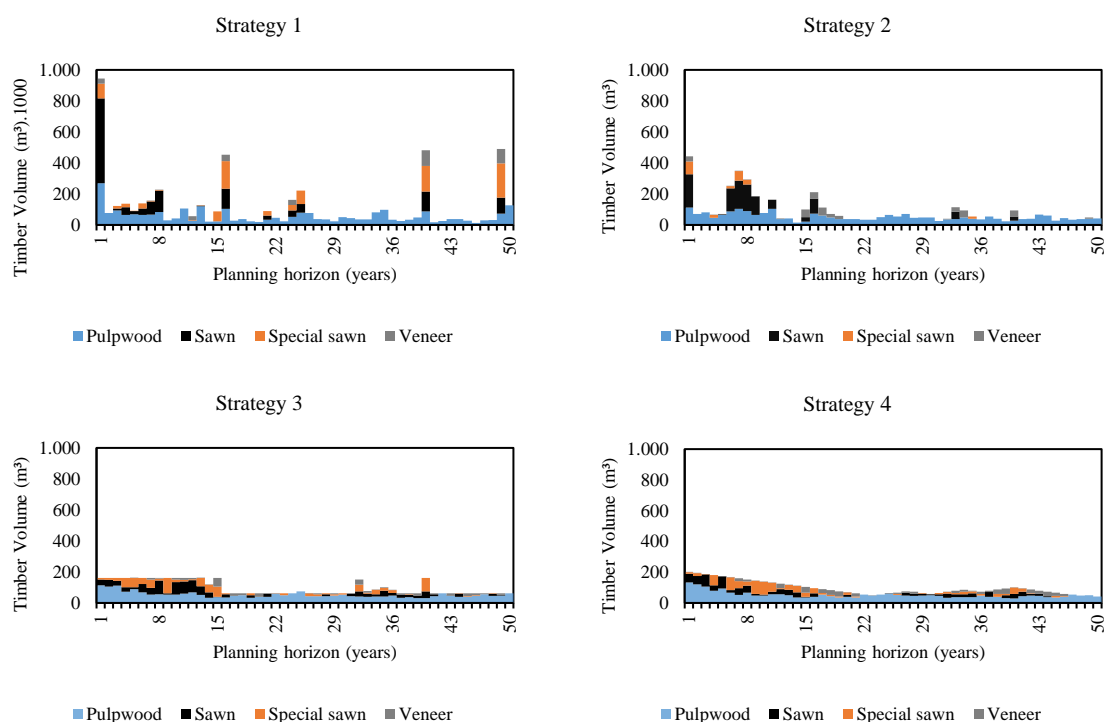 Strategy 1
Timber Volume (m³).1000
1.000
800
600
400
200
0
1 8 15 22 29 36 43 50
Planning horizon (years)
Pulpwood Sawn Special sawn Veneer
Strategy 2
Timber Volume (m³)
1.000
800
600
400
200
0
1 8 15 22 29 36 43 50
Planning horizon (years)
Pulpwood Sawn Special sawn Veneer
Strategy 3
Timber Volume (m³)
1.000
800
600
400
200
0
1 8 15 22 29 36 43 50
Planning horizon (years)
Pulpwood Sawn Special sawn Veneer
Strategy 4
Timber Volume (m³)
1.000
800
600
400
200
0
1 8 15 22 29 36 43 50
Planning horizon (years)
Pulpwood Sawn Special sawn Veneer